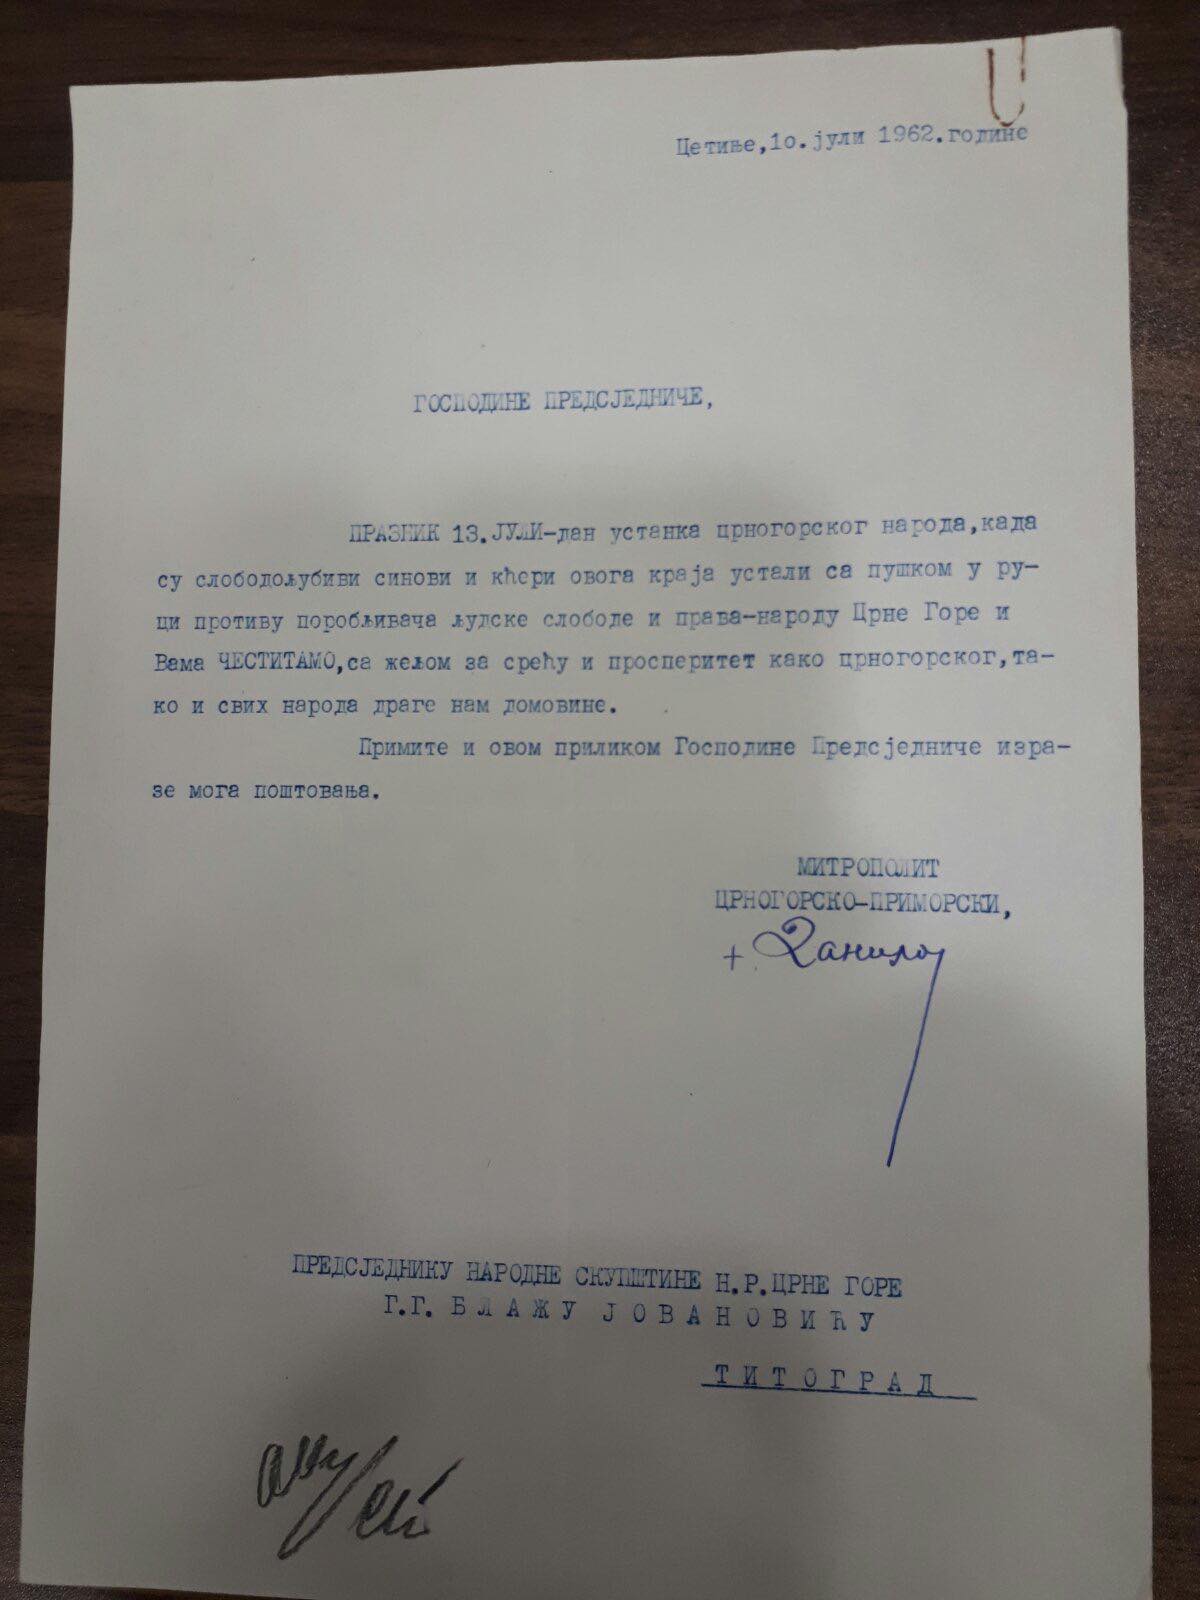 Цетиње,1о.јули 1962.године
ГОСПОДИНЕ ПРЕДСЈЕДНИЧЕ,
ПРАЗНИК 13.ЈУЛИ-дан устанка црногорског народа,када
су слободољубиви синови и кћери овога краја устали са пушком у ру-
ци противу поробљивача људске слободе и права-народу Црне Горе и
Вама ЧЕСТИТАМО,са жељом за срећу и просперитет како црногорског,та-
ко и свих народа драге нам домовине.
Примите и овом приликом Господине Предсједниче изра-
зе мога поштовања.
МИТРОПОЛИТ
ЦРНОГОРСКО-ПРИМОРСКИ,
+ Данило
ПРЕДСЈЕДНИКУ НАРОДНЕ СКУПШТИНЕ Н.Р.ЦРНЕ ГОРЕ
Г.Г. Б Л А Ж У  Ј О В А Н О В И Ћ У
Т И Т О Г Р А Д